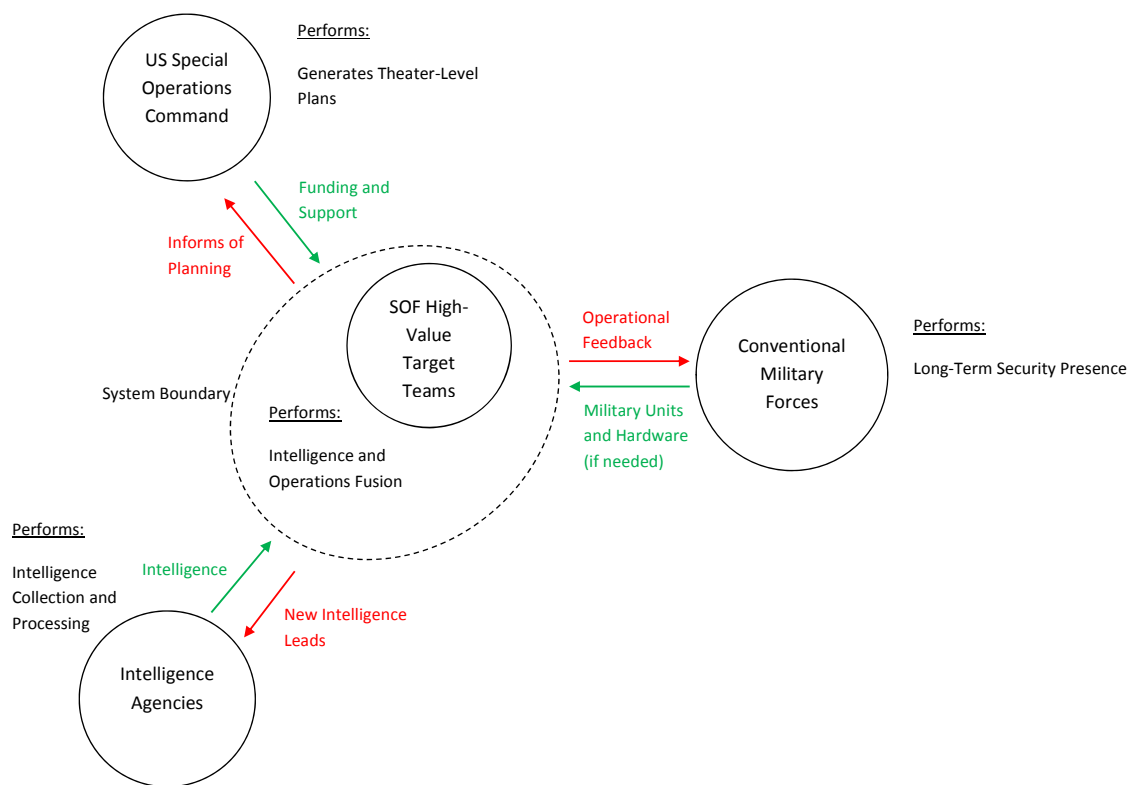 US Special
Operations
Command
Performs:
Generates Theater-Level
Plans
Funding and
Support
Informs of
Planning
SOF High-
Value
Target
Teams
System Boundary
Performs:
Intelligence and
Operations Fusion
Operational
Feedback
Military Units
and Hardware
(if needed)
Conventional
Military
Forces
Performs:
Long-Term Security Presence
Performs:
Intelligence
Collection and
Processing
Intelligence
New Intelligence
Leads
Intelligence
Agencies